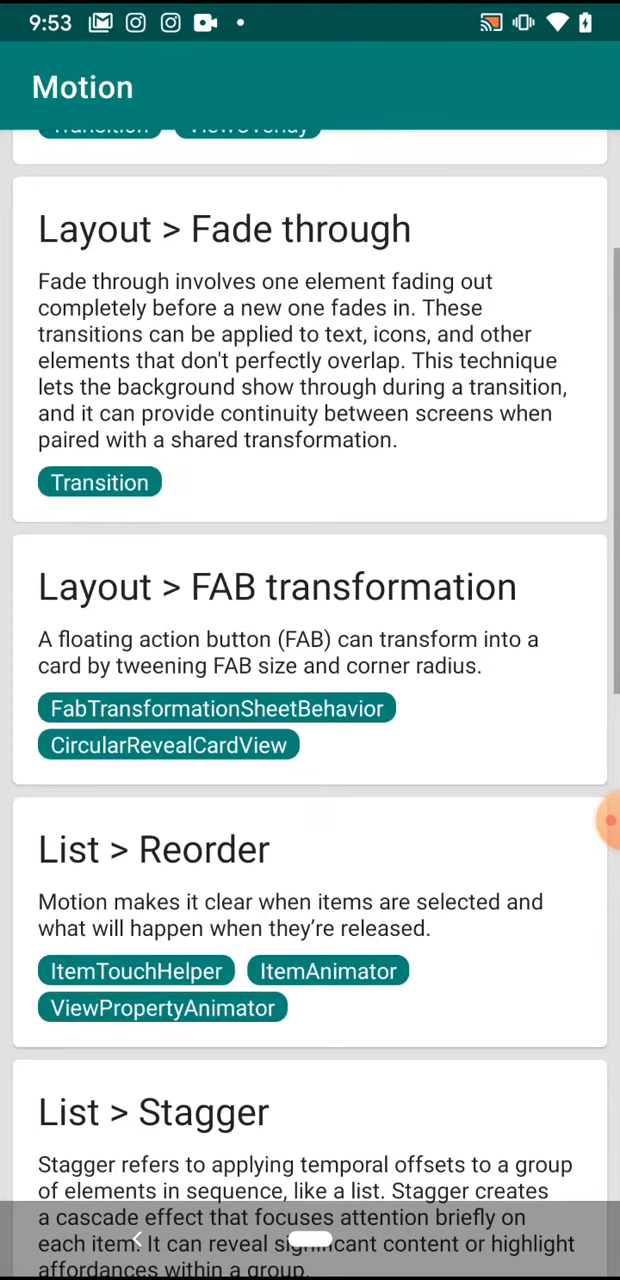 9:53
Motion
Transition ViewOverlay
Layout > Fade through
Fade through involves one element fading out
completely before a new one fades in. These
transitions can be applied to text, icons, and other
elements that don't perfectly overlap. This technique
lets the background show through during a transition,
and it can provide continuity between screens when
paired with a shared transformation.
Transition
Layout > FAB transformation
A floating action button (FAB) can transform into a
card by tweening FAB size and corner radius.
FabTransformationSheetBehavior
CircularRevealCardView
List > Reorder
Motion makes it clear when items are selected and
what will happen when they’re released.
ItemTouchHelper ItemAnimator
ViewPropertyAnimator
List > Stagger
Stagger refers to applying temporal offsets to a group
of elements in sequence, like a list. Stagger creates
a cascade effect that focuses attention briefly on
each item. It can reveal significant content or highlight
affordances within a group.